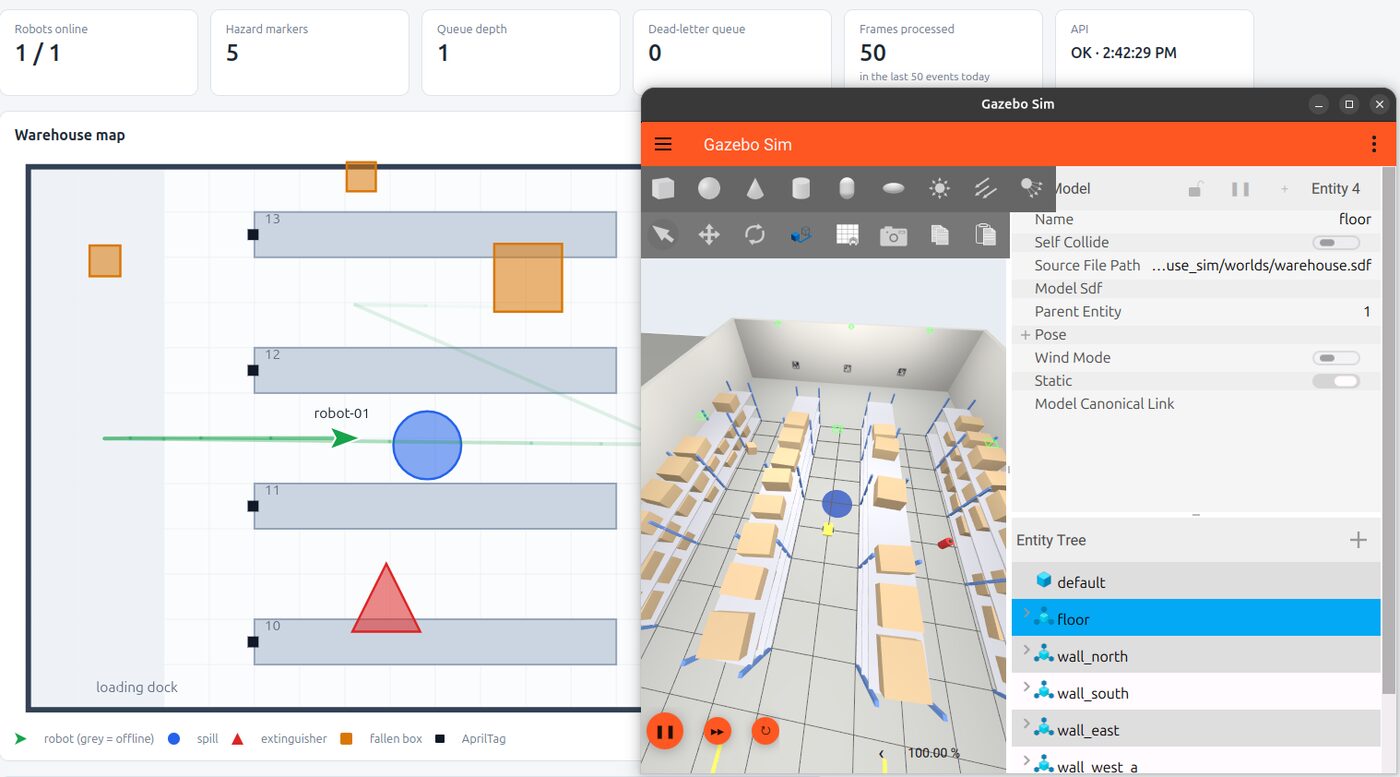 Robots online
1 / 1
Hazard markers
5
Queue depth
1
Dead-letter queue
0
Frames processed
50
in the last 50 events today
API
OK · 2:42:29 PM
Warehouse map
13
12
robot-01
11
10
loading dock
robot (grey = offline)
spill
extinguisher
fallen box
AprilTag
Gazebo Sim
Gazebo Sim
Model
Entity 4
Name
floor
Self Collide
Source File Path
...use_sim/worlds/warehouse.sdf
Model Sdf
Parent Entity
1
Pose
Wind Mode
Static
Model Canonical Link
100.00 %
Entity Tree
default
floor
wall_north
wall_south
wall_east
wall_west_a